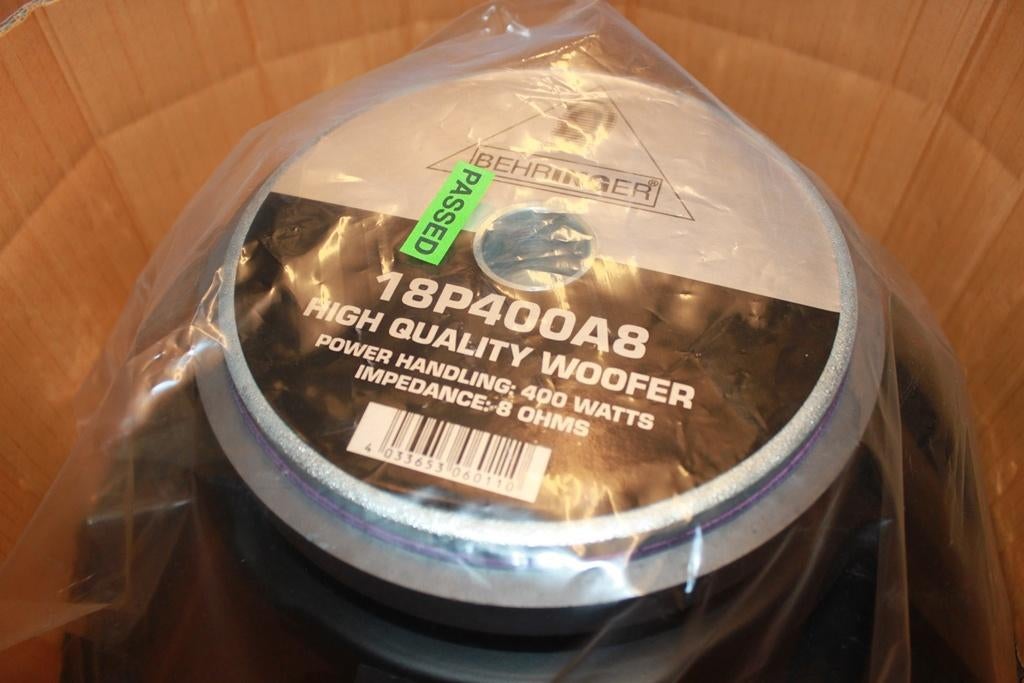 BEHRINGER®
PASSED
18P400A8
HIGH QUALITY WOOFER
POWER HANDLING: 400 WATTS
IMPEDANCE: 8 OHMS
4 033653 060110